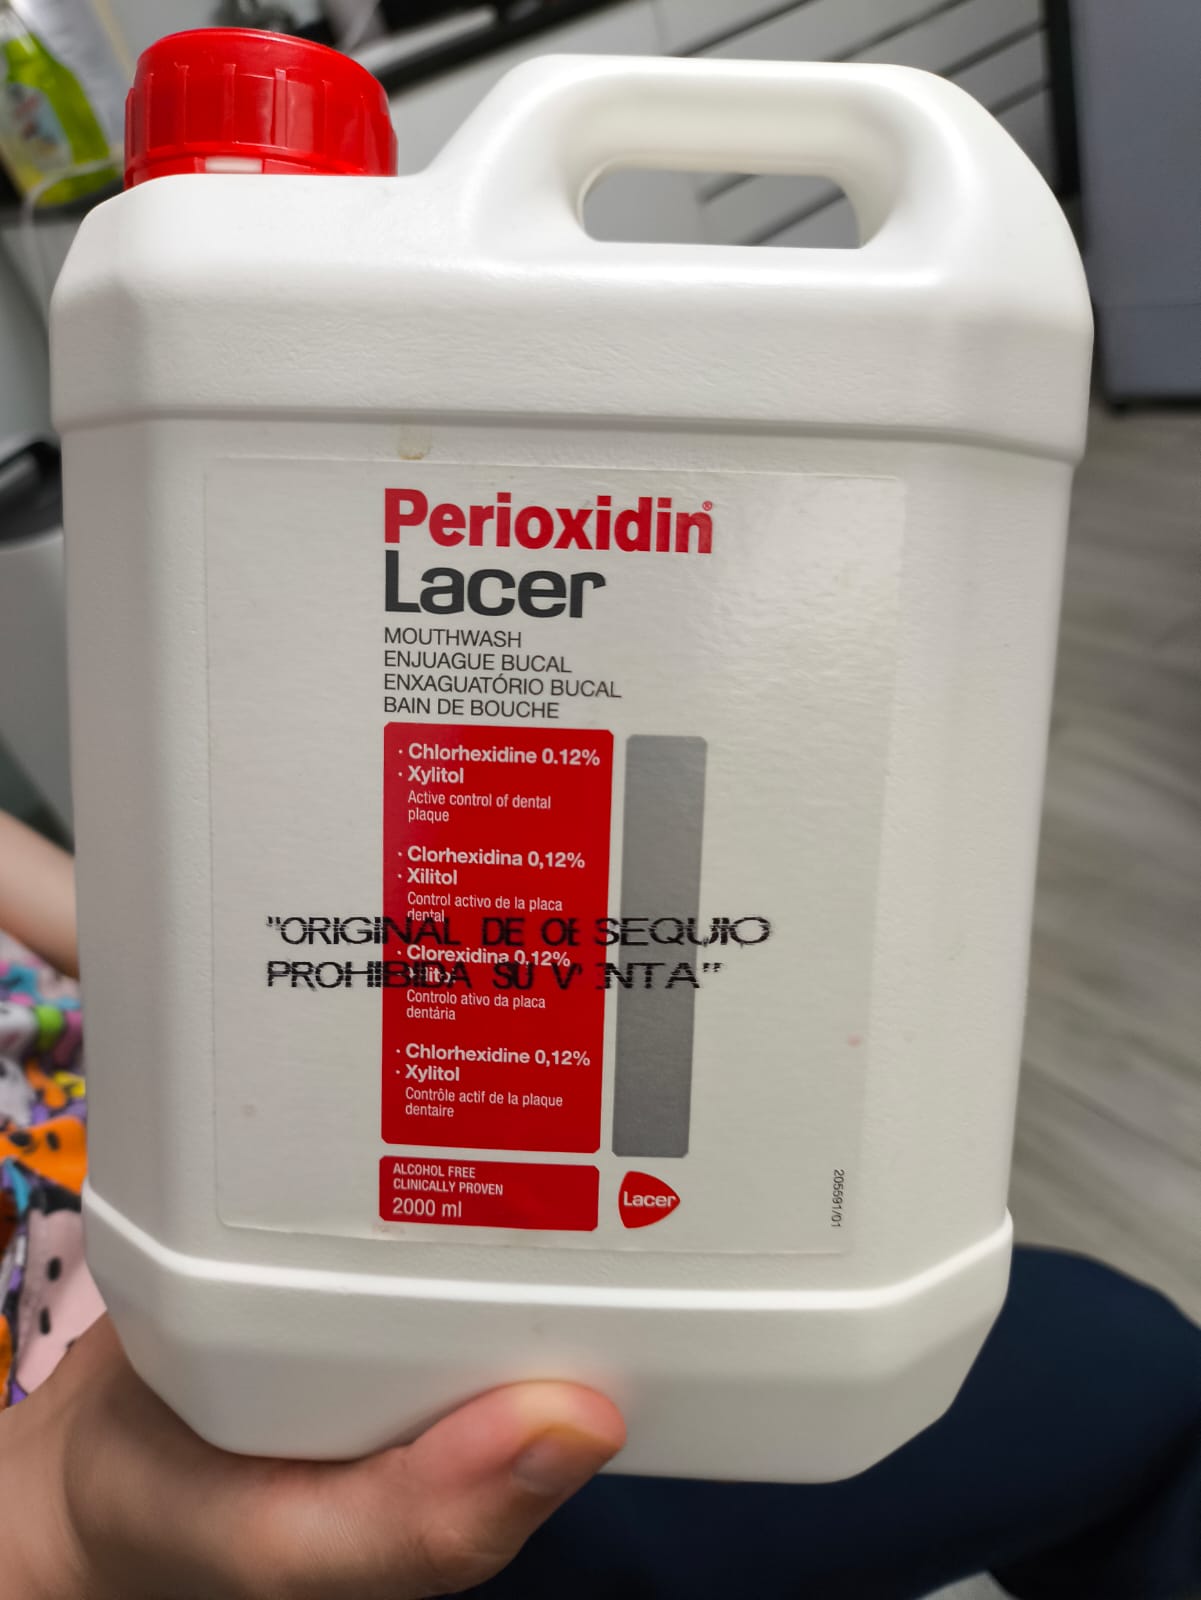 Perioxidin®
Lacer
MOUTHWASH
ENJUAGUE BUCAL
ENXAGUATÓRIO BUCAL
BAIN DE BOUCHE
· Chlorhexidine 0.12%
· Xylitol
Active control of dental
plaque
· Clorhexidina 0,12%
· Xilitol
Control activo de la placa
dental
"ORIGINAL DE OBSEQUIO
· Clorexidina 0,12%
PROHIBIDA SU VENTA"
· Xilitol
Controlo ativo da placa
dentária
· Chlorhexidine 0,12%
· Xylitol
Contrôle actif de la plaque
dentaire
ALCOHOL FREE
CLINICALLY PROVEN
2000 ml
Lacer
205591/01